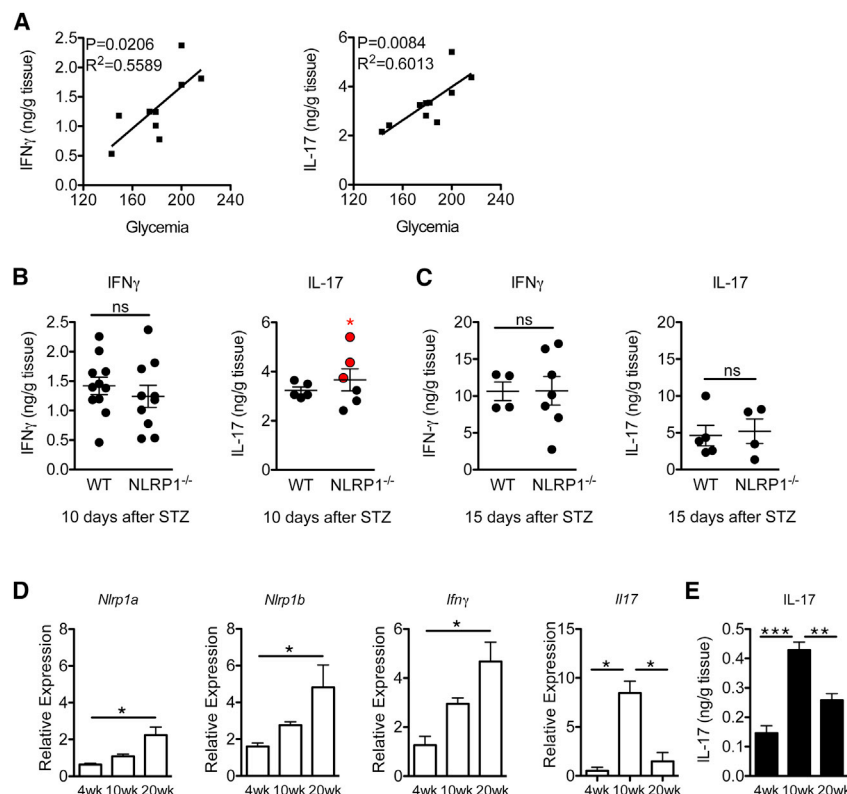 A
P=0.0206
R2=0.5589
2.5
2.0
1.5
1.0
0.5
0.0
120 160 200 240
Glycemia
IFNγ (ng/g tissue)
P=0.0084
R2=0.6013
6
4
2
0
120 160 200 240
Glycemia
IL-17 (ng/g tissue)
B
IFNγ
ns
2.5
2.0
1.5
1.0
0.5
0.0
IFNγ (ng/g tissue)
WT NLRP1-/-
10 days after STZ
IL-17
*
6
4
2
0
IL-17 (ng/g tissue)
WT NLRP1-/-
10 days after STZ
C
IFNγ
ns
20
15
10
5
0
IFN-γ (ng/g tissue)
WT NLRP1-/-
15 days after STZ
IL-17
ns
20
15
10
5
0
IL-17 (ng/g tissue)
WT NLRP1-/-
15 days after STZ
D
Nlrp1a
*
8
6
4
2
0
Relative Expression
4wk 10wk 20wk
Nlrp1b
*
8
6
4
2
0
Relative Expression
4wk 10wk 20wk
Ifnγ
*
6
4
2
0
Relative Expression
4wk 10wk 20wk
Il17
* *
15
10
5
0
Relative Expression
4wk 10wk 20wk
E
IL-17
*** **
0.5
0.4
0.3
0.2
0.1
0.0
IL-17 (ng/g tissue)
4wk 10wk 20wk